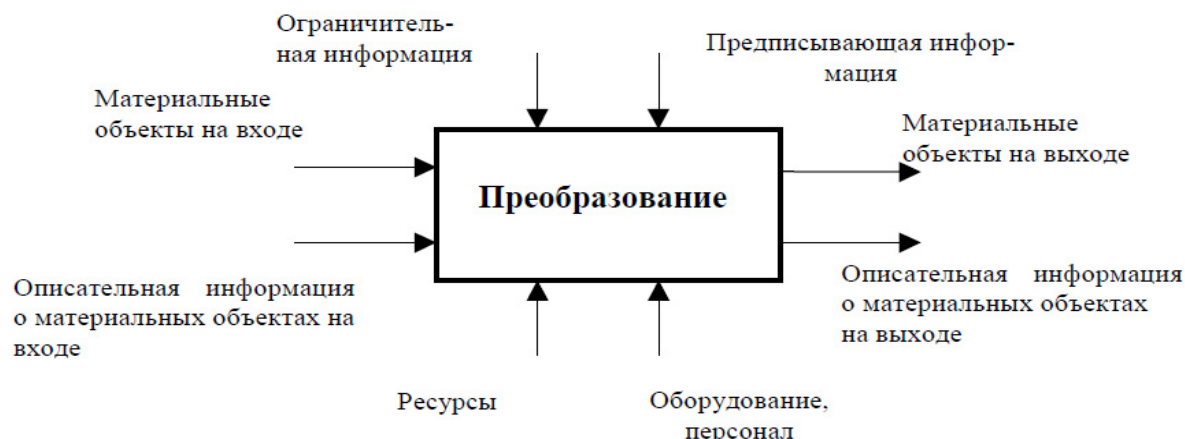 Ограничитель-
ная информация
Предписывающая инфор-
мация
Материальные
объекты на входе
Материальные
объекты на выходе
Преобразование
Описательная информация
о материальных объектах на
входе
Описательная информация
о материальных объектах
на выходе
Ресурсы
Оборудование,
персонал